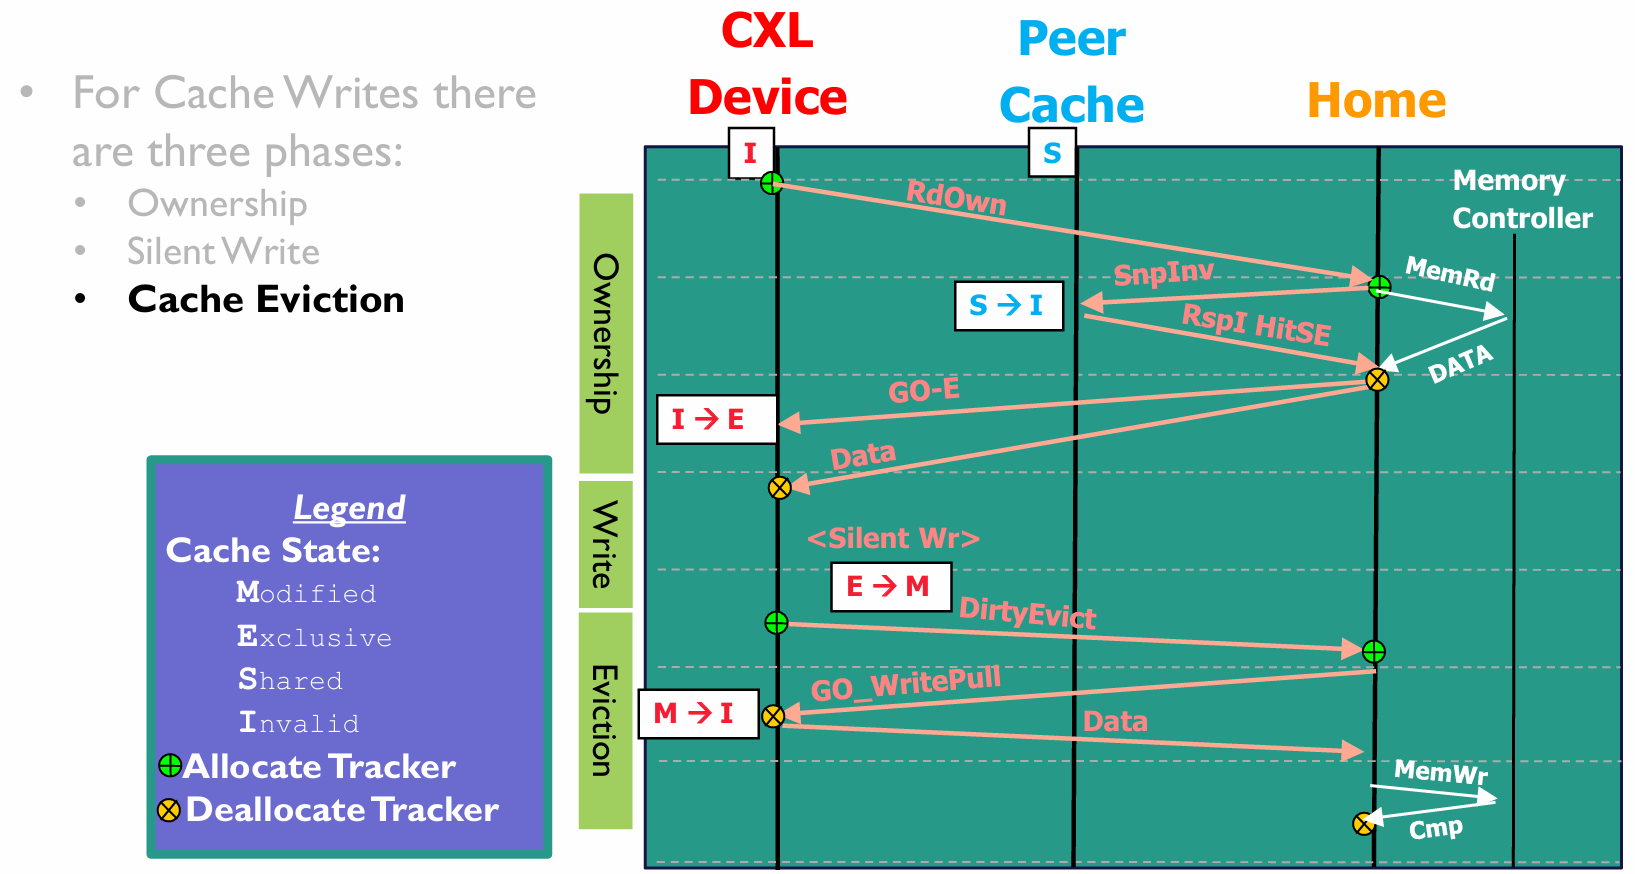 • For Cache Writes there
are three phases:
• Ownership
• Silent Write
• Cache Eviction
Legend
Cache State:
Modified
Exclusive
Shared
Invalid
Allocate Tracker
Deallocate Tracker
CXL
Device
Peer
Cache
Home
I
S
Memory
Controller
Ownership
RdOwn
SnpInv
MemRd
S → I
RspI HitSE
DATA
GO-E
I → E
Data
Write
<Silent Wr>
E → M
Eviction
DirtyEvict
GO_WritePull
M → I
Data
MemWr
Cmp